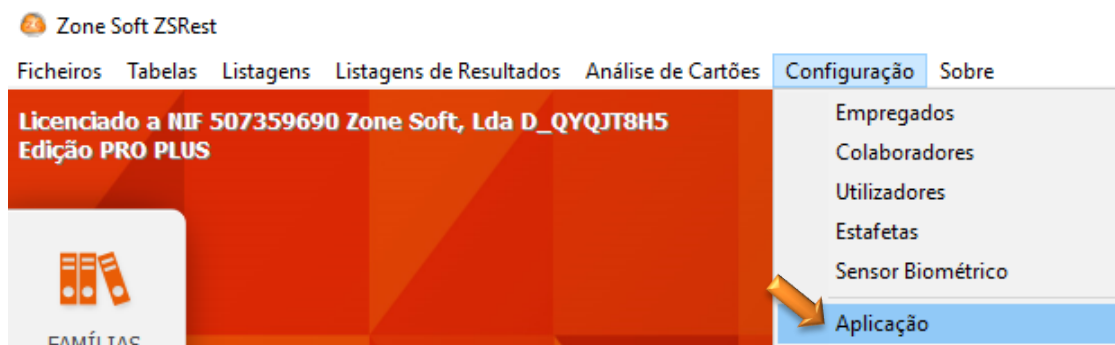 Zone Soft ZSRest
Ficheiros Tabelas Listagens Listagens de Resultados Análise de Cartões Configuração Sobre
Licenciado a NIF 507359690 Zone Soft, Lda D_QYQJT8H5
Edição PRO PLUS
Empregados
Colaboradores
Utilizadores
Estafetas
Sensor Biométrico
Aplicação
FAMÍLIAS